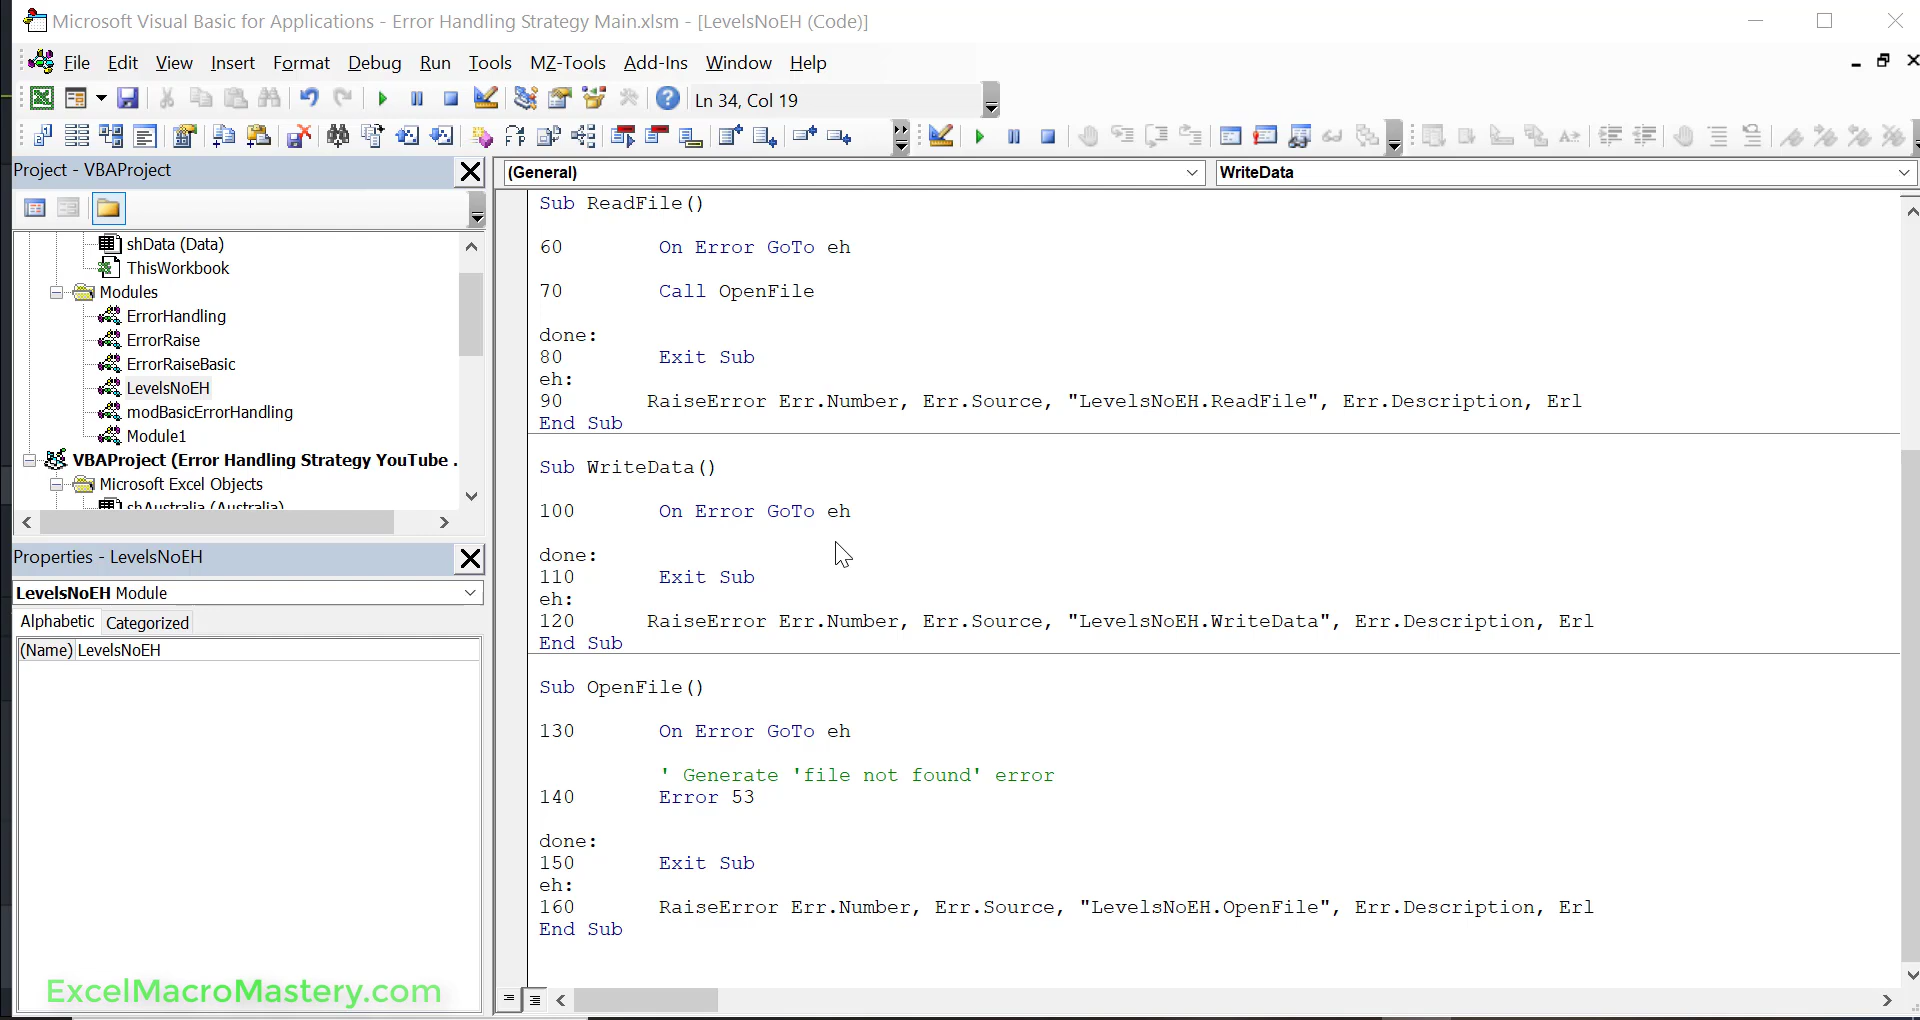 Microsoft Visual Basic for Applications - Error Handling Strategy Main.xlsm - [LevelsNoEH (Code)]
File Edit View Insert Format Debug Run Tools MZ-Tools Add-Ins Window Help
Ln 34, Col 19
Project - VBAProject
shData (Data)
ThisWorkbook
Modules
ErrorHandling
ErrorRaise
ErrorRaiseBasic
LevelsNoEH
modBasicErrorHandling
Module1
VBAProject (Error Handling Strategy YouTube .
Microsoft Excel Objects
shAustralia (Australia)
Properties - LevelsNoEH
LevelsNoEH Module
Alphabetic Categorized
(Name) LevelsNoEH
ExcelMacroMastery.com
(General) WriteData
Sub ReadFile()
60 On Error GoTo eh
70 Call OpenFile
done:
80 Exit Sub
eh:
90 RaiseError Err.Number, Err.Source, "LevelsNoEH.ReadFile", Err.Description, Erl
End Sub
Sub WriteData()
100 On Error GoTo eh
done:
110 Exit Sub
eh:
120 RaiseError Err.Number, Err.Source, "LevelsNoEH.WriteData", Err.Description, Erl
End Sub
Sub OpenFile()
130 On Error GoTo eh
' Generate 'file not found' error
140 Error 53
done:
150 Exit Sub
eh:
160 RaiseError Err.Number, Err.Source, "LevelsNoEH.OpenFile", Err.Description, Erl
End Sub